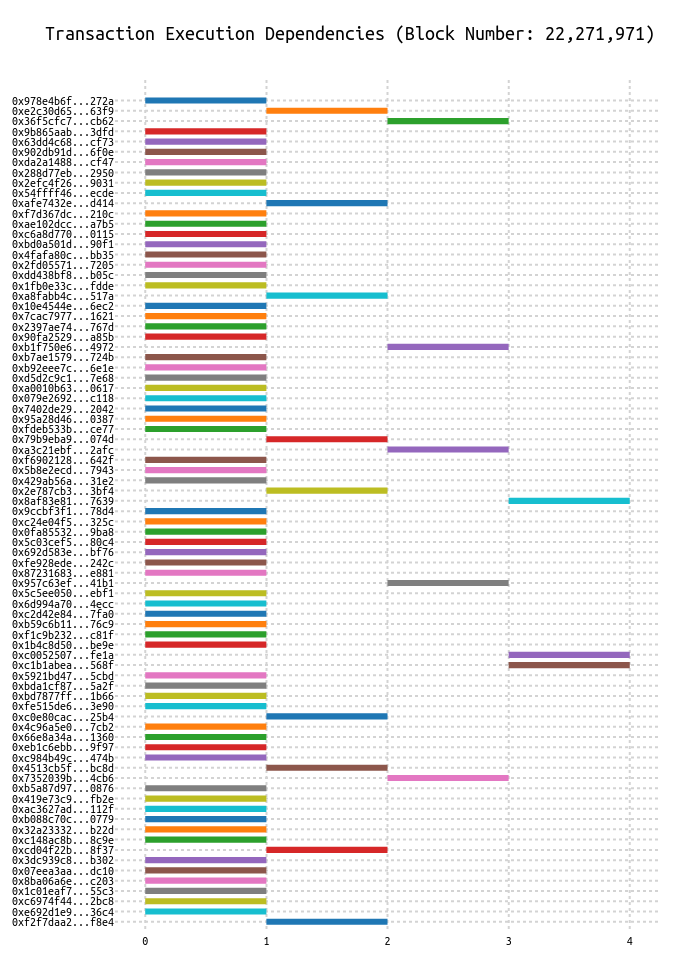 Transaction Execution Dependencies (Block Number: 22,271,971)
0x978e4b6f...272a
0xe2c30d65...63f9
0x36f5cfc7...cb62
0x9b865aab...3dfd
0x63dd4c68...cf73
0x902db91d...6f0e
0xda2a1488...cf47
0x288d77eb...2950
0x2efc4f26...9031
0x54ffff46...ecde
0xafe7432e...d414
0xf7d367dc...210c
0xae102dcc...a7b5
0xc6a8d770...0115
0xbd0a501d...90f1
0x4fafa80c...bb35
0x2fd05571...7205
0xdd438bf8...b05c
0x1fb0e33c...fdde
0xa8fabb4c...517a
0x10e4544e...6ec2
0x7cac7977...1621
0x2397ae74...767d
0x90fa2529...a85b
0xb1f750e6...4972
0xb7ae1579...724b
0xb92eee7c...6e1e
0xd5d2c9c1...7e68
0xa0010b63...0617
0x079e2692...c118
0x7402de29...2042
0x95a28d46...0387
0xfdeb533b...ce77
0x79b9eba9...074d
0xa3c21ebf...2afc
0xf6902128...642f
0x5b8e2ecd...7943
0x429ab56a...31e2
0x2e787cb3...3bf4
0x8af83e81...7639
0x9ccbf3f1...78d4
0xc24e04f5...325c
0x0fa85532...9ba8
0x5c03cef5...80c4
0x692d583e...bf76
0xfe928ede...242c
0x87231683...e881
0x957c63ef...41b1
0x5c5ee050...ebf1
0x6d994a70...4ecc
0xc2d42e84...7fa0
0xb59c6b11...76c9
0xf1c9b232...c81f
0x1b4c8d50...be9e
0xc0052507...fe1a
0xc1b1abea...568f
0x5921bd47...5cbd
0xbda1cf87...5a2f
0xbd7877ff...1b66
0xfe515de6...3e90
0xc0e80cac...25b4
0x4c96a5e0...7cb2
0x66e8a34a...1360
0xeb1c6ebb...9f97
0xc984b49c...474b
0x4513cb5f...bc8d
0x7352039b...4cb6
0xb5a87d97...0876
0x419e73c9...fb2e
0xac3627ad...112f
0xb088c70c...0779
0x32a23332...b22d
0xc148ac8b...8c9e
0xcd04f22b...8f37
0x3dc939c8...b302
0x07eea3aa...dc10
0x8ba06a6e...c203
0x1c01eaf7...55c3
0xc6974f44...2bc8
0xe692d1e9...36c4
0xf2f7daa2...f8e4
0 1 2 3 4